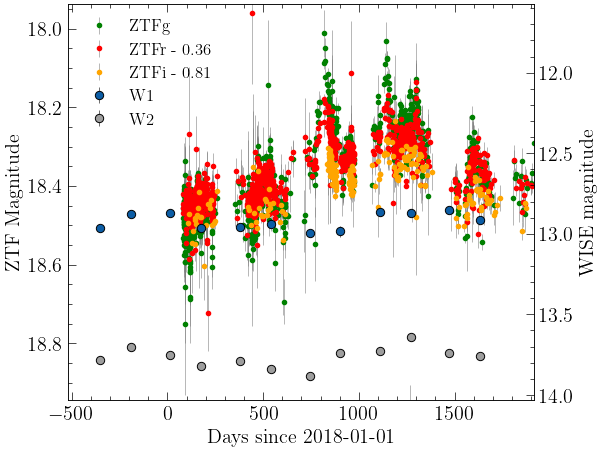 ZTFg
ZTFr - 0.36
ZTFi - 0.81
W1
W2
18.0
18.2
18.4
18.6
18.8
ZTF Magnitude
12.0
12.5
13.0
13.5
14.0
WISE magnitude
−500
0
500
1000
1500
Days since 2018-01-01